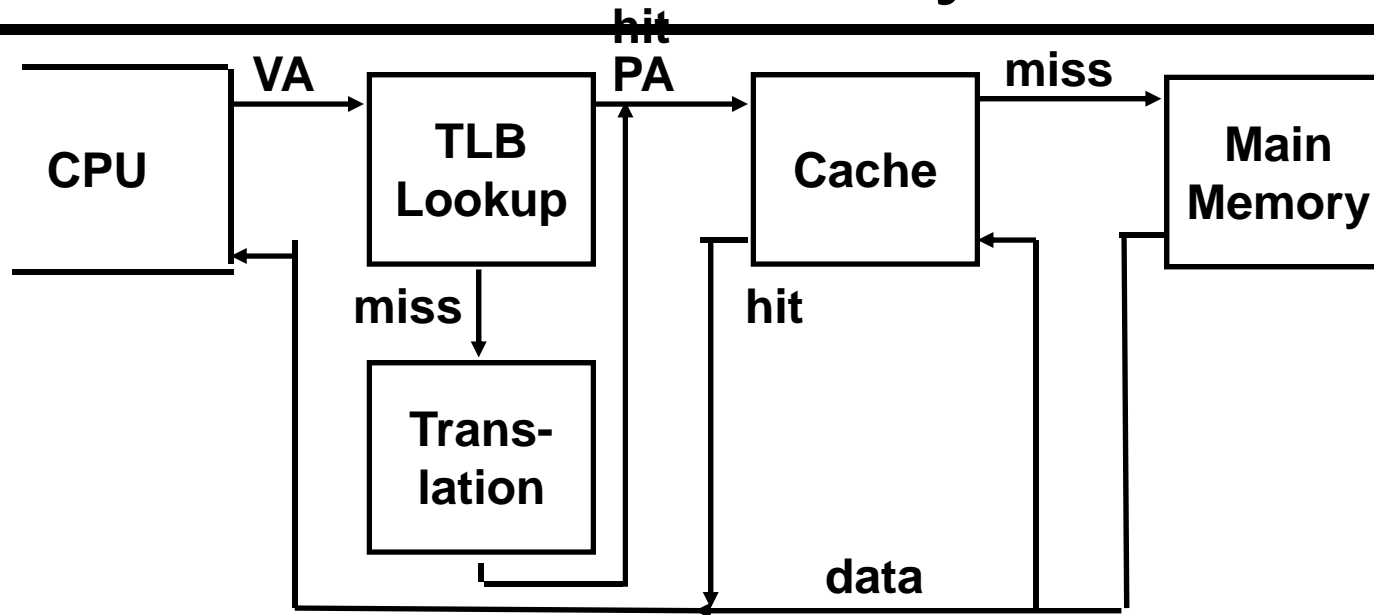 hit
VA
PA
miss
CPU
TLB
Lookup
Cache
Main
Memory
miss
hit
Trans-
lation
data